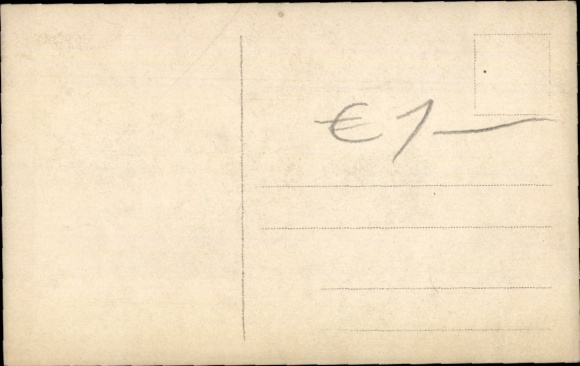 € 1-